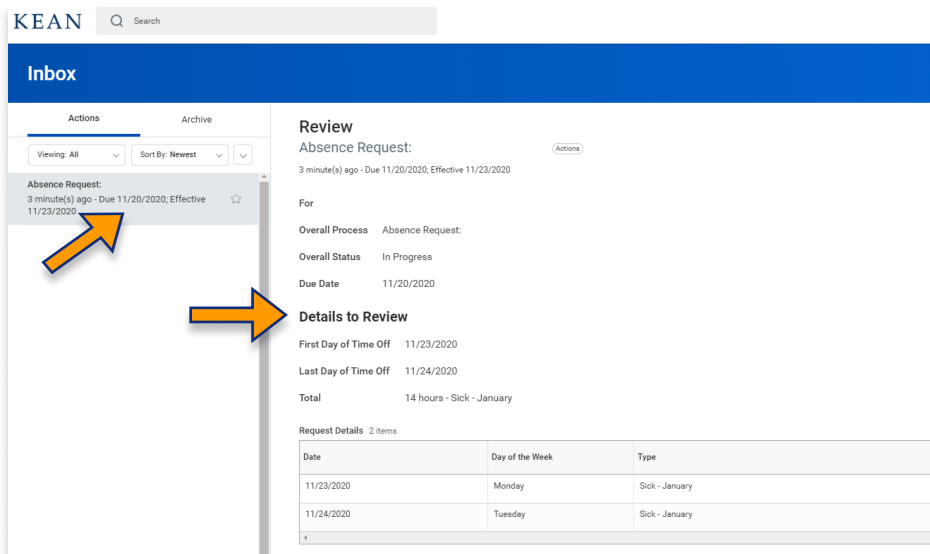 KEAN
Search
Inbox
Actions Archive
Viewing: All Sort By: Newest
Absence Request:
3 minute(s) ago - Due 11/20/2020; Effective
11/23/2020
Review
Absence Request: Actions
3 minute(s) ago - Due 11/20/2020; Effective 11/23/2020
For
Overall Process Absence Request:
Overall Status In Progress
Due Date 11/20/2020
Details to Review
First Day of Time Off 11/23/2020
Last Day of Time Off 11/24/2020
Total 14 hours - Sick - January
Request Details 2 items
Date Day of the Week Type
11/23/2020 Monday Sick - January
11/24/2020 Tuesday Sick - January